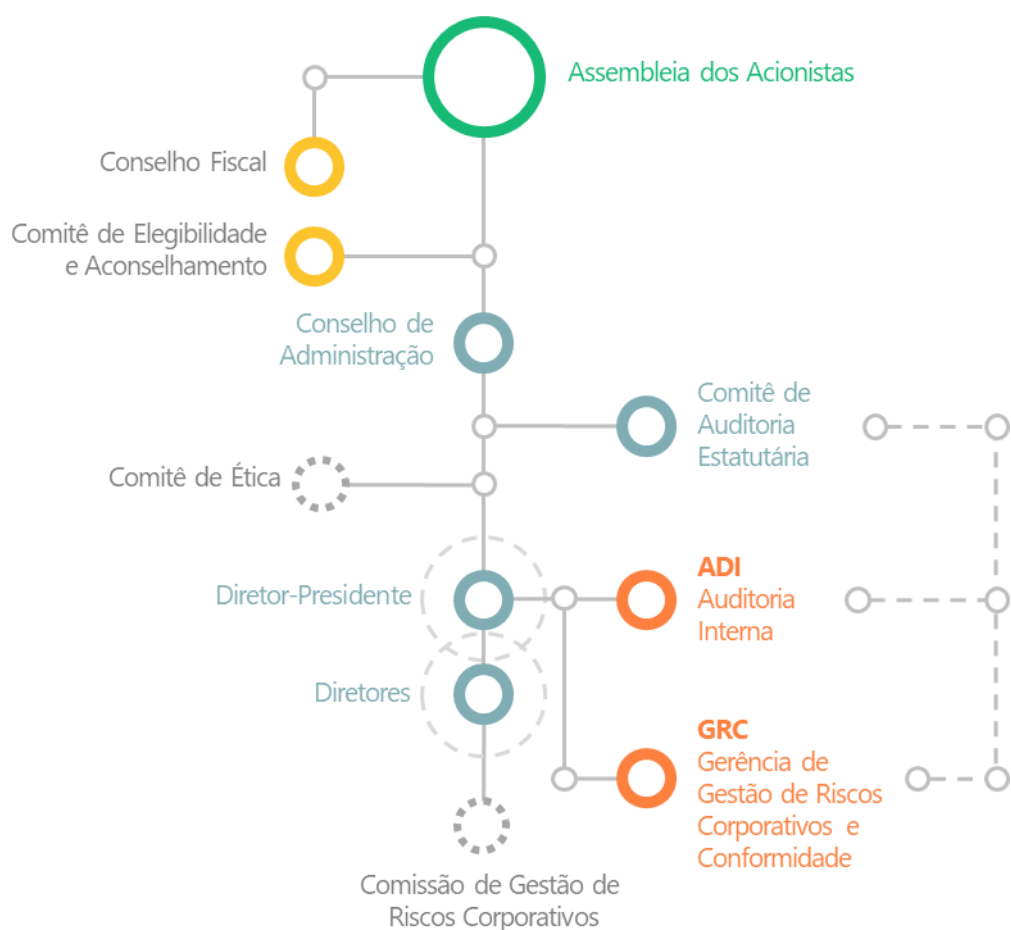 Assembleia dos Acionistas
Conselho Fiscal
Comitê de Elegibilidade
e Aconselhamento
Conselho de
Administração
Comitê de
Auditoria
Estatutária
Comitê de Ética
Diretor-Presidente
ADI
Auditoria
Interna
Diretores
GRC
Gerência de
Gestão de Riscos
Corporativos e
Conformidade
Comissão de Gestão de
Riscos Corporativos